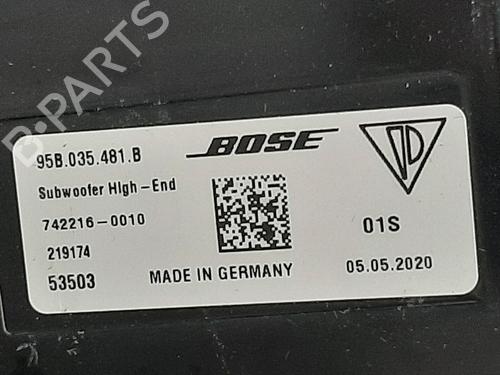 B-PARTS
95B.035.481.B
BOSE
Subwoofer High-End
742216-0010
219174
01S
53503
MADE IN GERMANY
05.05.2020